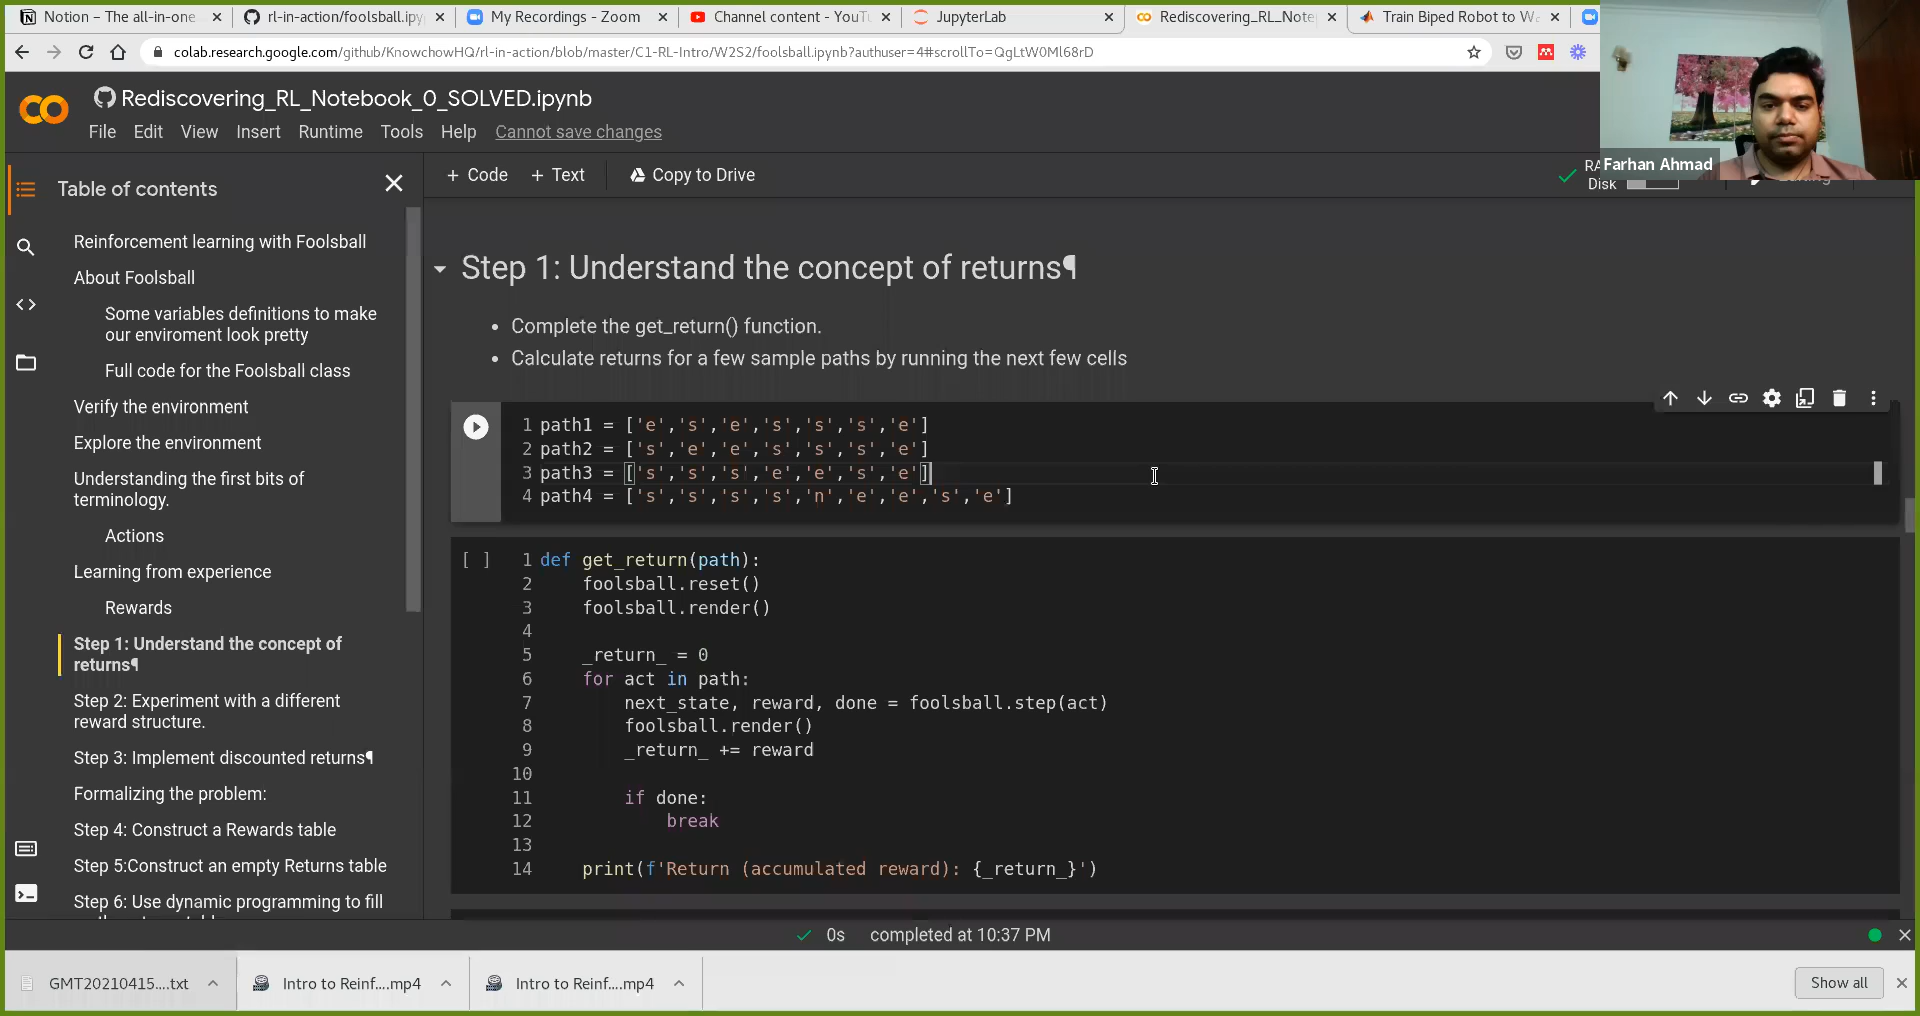 Notion – The all-in-one
rl-in-action/foolsball.ipy
My Recordings - Zoom
Channel content - YouTu
JupyterLab
Rediscovering_RL_Note
Train Biped Robot to Wa
colab.research.google.com/github/KnowchowHQ/rl-in-action/blob/master/C1-RL-Intro/W2S2/foolsball.ipynb?authuser=4#scrollTo=QgLtW0Ml68rD
Rediscovering_RL_Notebook_0_SOLVED.ipynb
File Edit View Insert Runtime Tools Help Cannot save changes
Farhan Ahmad
Table of contents
+ Code + Text Copy to Drive
RA
Disk
Reinforcement learning with Foolsball
About Foolsball
Some variables definitions to make
our enviroment look pretty
Full code for the Foolsball class
Verify the environment
Explore the environment
Understanding the first bits of
terminology.
Actions
Learning from experience
Rewards
Step 1: Understand the concept of
returns¶
Step 2: Experiment with a different
reward structure.
Step 3: Implement discounted returns¶
Formalizing the problem:
Step 4: Construct a Rewards table
Step 5:Construct an empty Returns table
Step 6: Use dynamic programming to fill
Step 1: Understand the concept of returns¶
• Complete the get_return() function.
• Calculate returns for a few sample paths by running the next few cells
1 path1 = ['e','s','e','s','s','s','e']
2 path2 = ['s','e','e','s','s','s','e']
3 path3 = ['s','s','s','e','e','s','e']
4 path4 = ['s','s','s','s','n','e','e','s','e']
[ ] 1 def get_return(path):
2 foolsball.reset()
3 foolsball.render()
4
5 _return_ = 0
6 for act in path:
7 next_state, reward, done = foolsball.step(act)
8 foolsball.render()
9 _return_ += reward
10
11 if done:
12 break
13
14 print(f'Return (accumulated reward): {_return_}')
0s completed at 10:37 PM
GMT20210415....txt
Intro to Reinf....mp4
Intro to Reinf....mp4
Show all